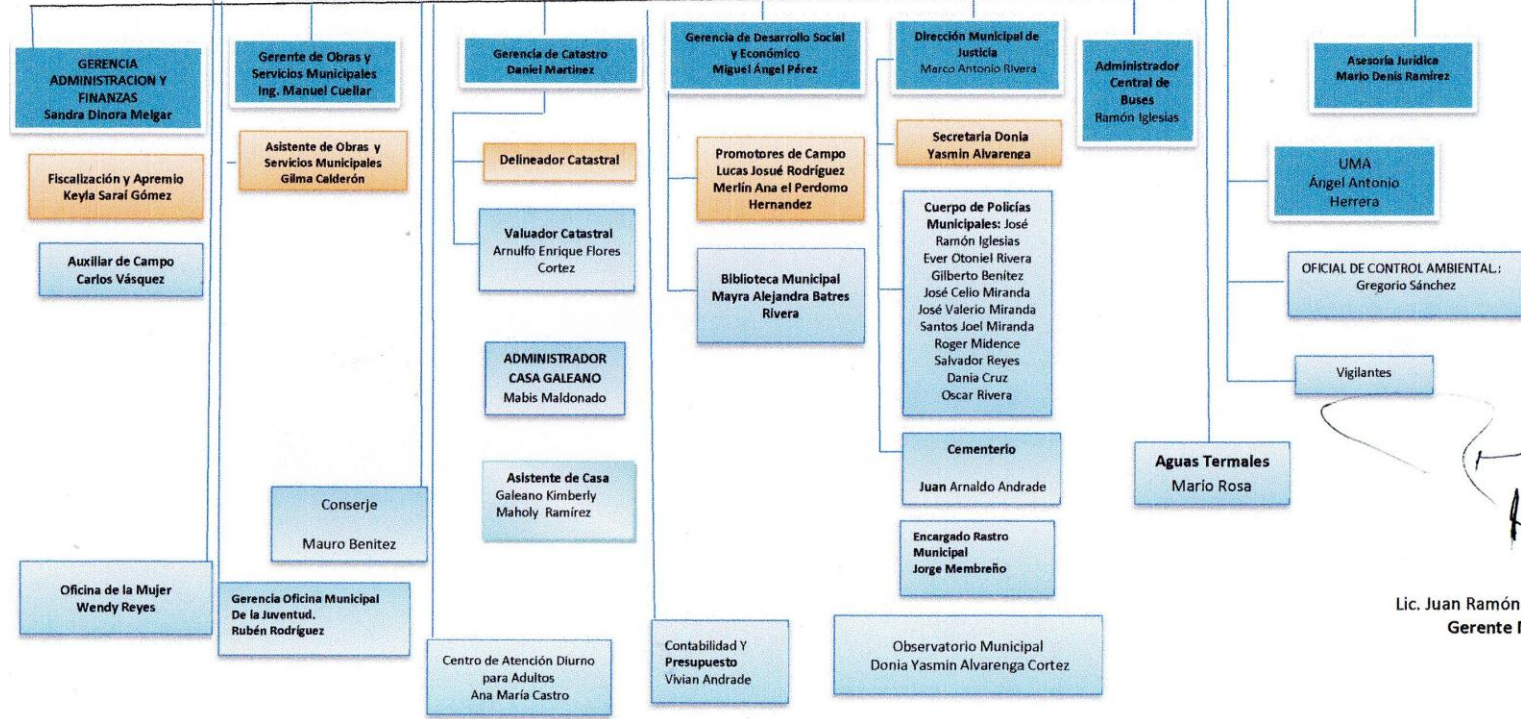 GERENCIA
ADMINISTRACION Y
FINANZAS
Sandra Dinora Melgar
Fiscalización y Apremio
Keyla Saraí Gómez
Auxiliar de Campo
Carlos Vásquez
Gerente de Obras y
Servicios Municipales
Ing. Manuel Cuellar
Asistente de Obras y
Servicios Municipales
Gilma Calderón
Gerencia de Catastro
Daniel Martínez
Delineador Catastral
Valuador Catastral
Arnulfo Enrique Flores
Cortez
ADMINISTRADOR
CASA GALEANO
Mabis Maldonado
Asistente de Casa
Galeano Kimberly
Maholy Ramírez
Gerencia de Desarrollo Social
y Económico
Miguel Ángel Pérez
Promotores de Campo
Lucas Josué Rodríguez
Merlín Ana el Perdomo
Hernandez
Biblioteca Municipal
Mayra Alejandra Batres
Rivera
Dirección Municipal de
Justicia
Marco Antonio Rivera
Secretaria Donia
Yasmin Alvarenga
Cuerpo de Policías
Municipales: José
Ramón Iglesias
Ever Otoniel Rivera
Gilberto Benítez
José Celio Miranda
José Valerio Miranda
Santos Joel Miranda
Roger Midence
Salvador Reyes
Dania Cruz
Oscar Rivera
Cementerio
Juan Arnaldo Andrade
Encargado Rastro
Municipal
Jorge Membreño
Administrador
Central de
Buses
Ramón Iglesias
Asesoría Jurídica
Mario Denis Ramírez
UMA
Ángel Antonio
Herrera
OFICIAL DE CONTROL AMBIENTAL.:
Gregorio Sánchez
Vigilantes
Aguas Termales
Mario Rosa
Conserje
Mauro Benitez
Oficina de la Mujer
Wendy Reyes
Gerencia Oficina Municipal
De la Juventud.
Rubén Rodríguez
Centro de Atención Diurno
para Adultos
Ana María Castro
Contabilidad Y
Presupuesto
Vivian Andrade
Observatorio Municipal
Donia Yasmin Alvarenga Cortez
Lic. Juan Ramón
Gerente